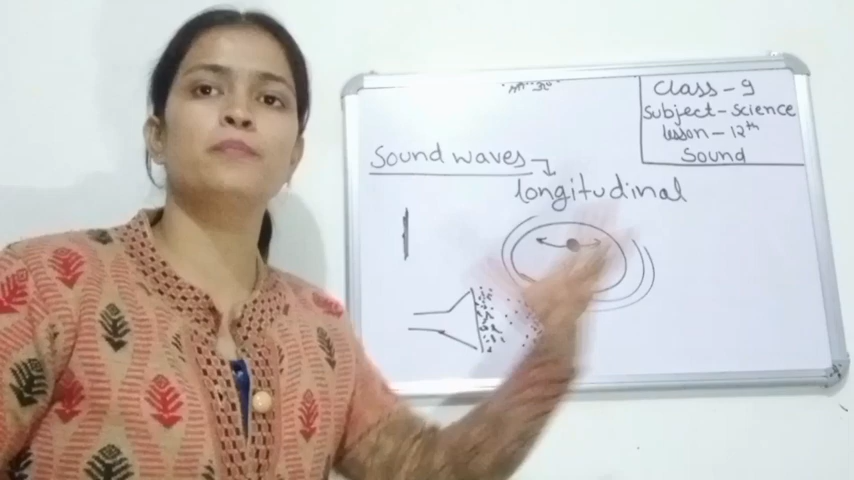 Class-9
Subject-Science
lesson-12th
Sound
Sound waves
longitudinal